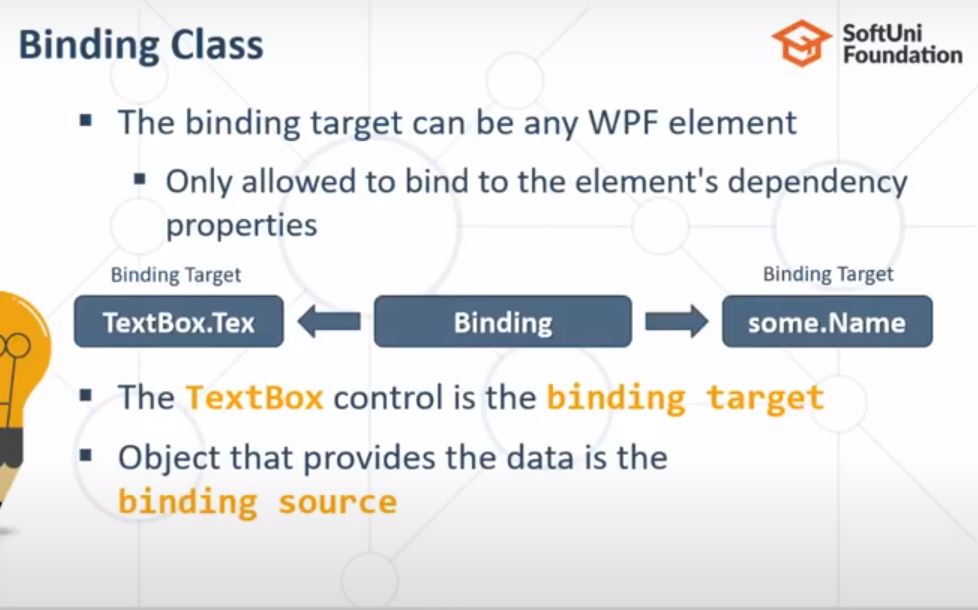 Binding Class
SoftUni
Foundation
▪ The binding target can be any WPF element
▪ Only allowed to bind to the element's dependency
properties
Binding Target
Binding Target
TextBox.Tex
Binding
some.Name
▪ The TextBox control is the binding target
▪ Object that provides the data is the
binding source